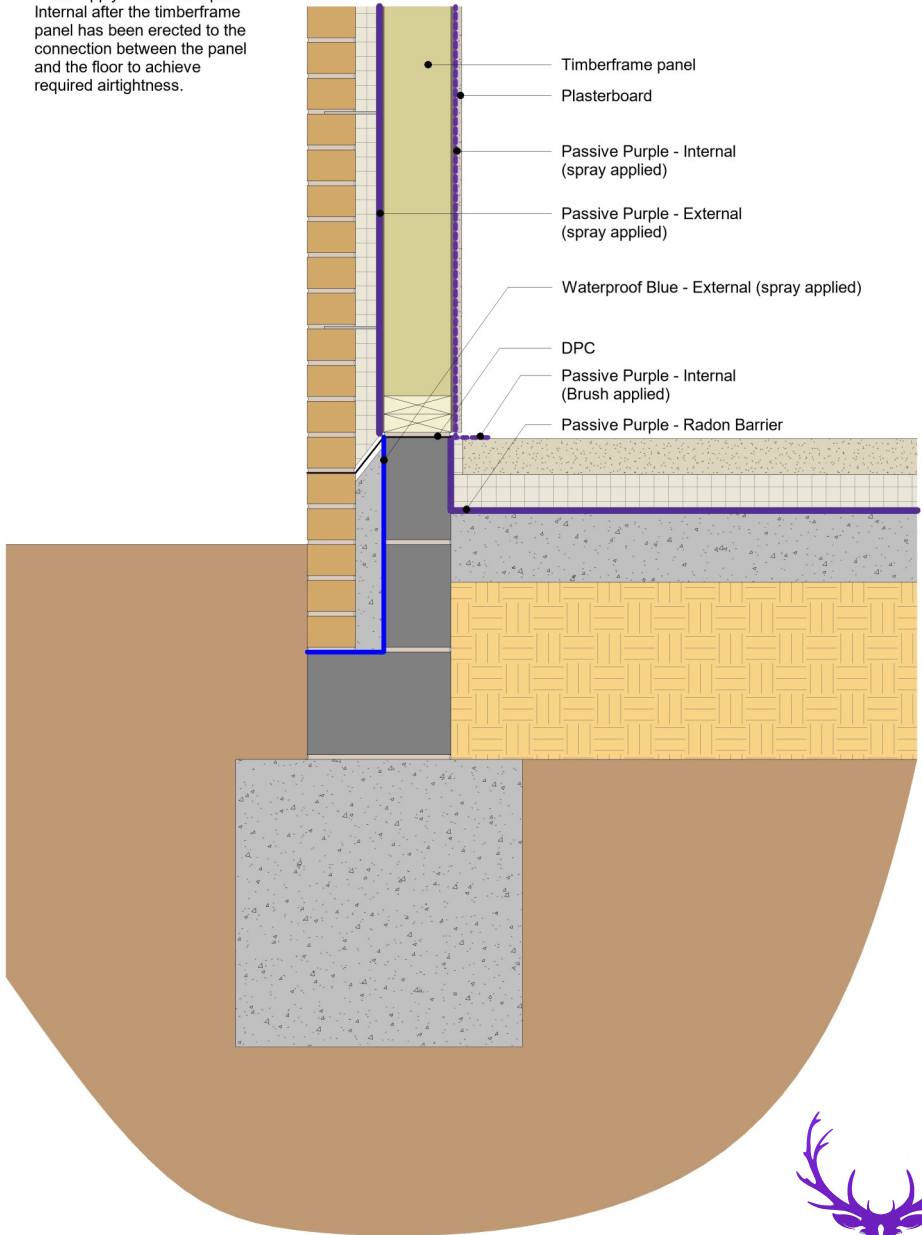 Internal after the timberframe
panel has been erected to the
connection between the panel
and the floor to achieve
required airtightness.
Timberframe panel
Plasterboard
Passive Purple - Internal
(spray applied)
Passive Purple - External
(spray applied)
Waterproof Blue - External (spray applied)
DPC
Passive Purple - Internal
(Brush applied)
Passive Purple - Radon Barrier